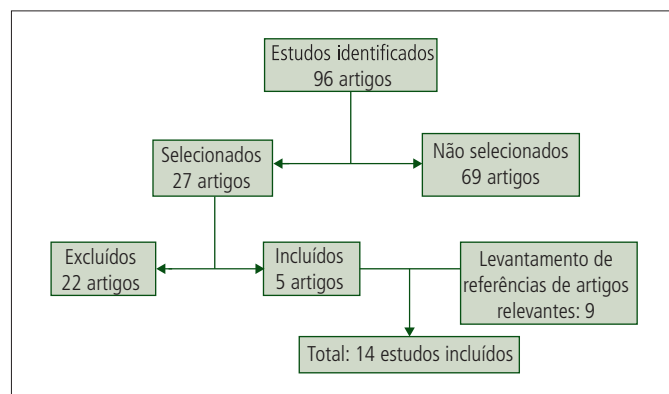 Estudos identificados
96 artigos
Selecionados
27 artigos
Não selecionados
69 artigos
Excluídos
22 artigos
Incluídos
5 artigos
Levantamento de
referências de artigos
relevantes: 9
Total: 14 estudos incluídos